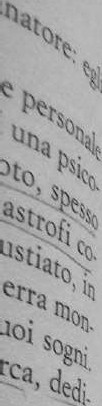 natore: egli
e personale
una psico-
oto, spesso
astrofi co-
ustiato, in
erra mon-
uoi sogni.
rca, dedi-